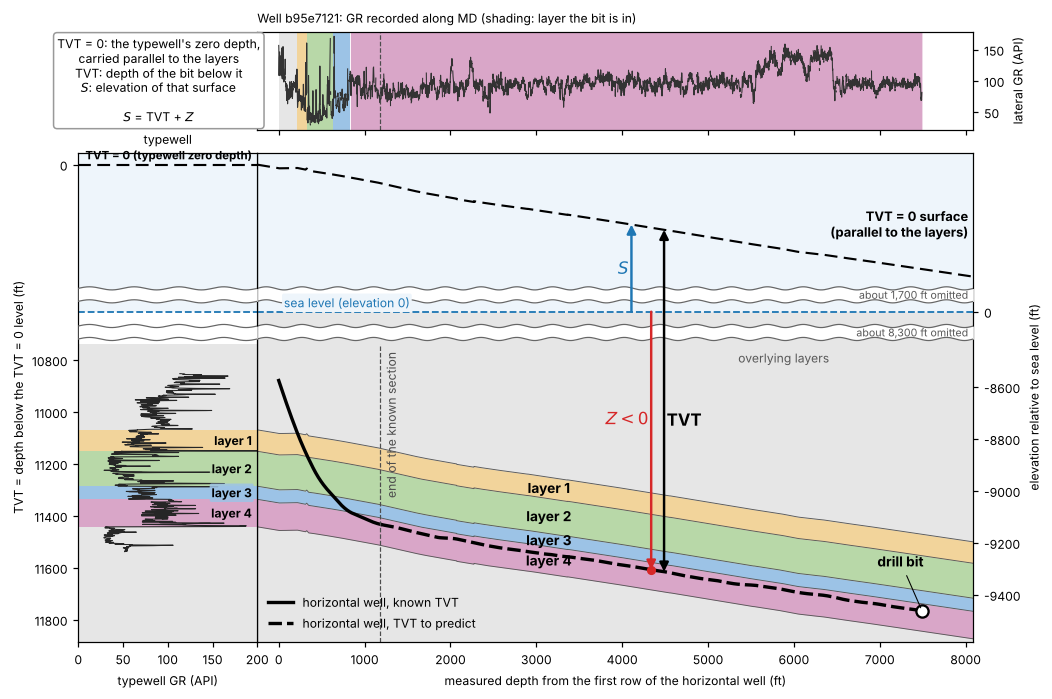 Well b95e7121: GR recorded along MD (shading: layer the bit is in)
TVT = 0: the typewell's zero depth,
carried parallel to the layers
TVT: depth of the bit below it
S: elevation of that surface
S = TVT + Z
150
100
50
lateral GR (API)
typewell
TVT = 0 (typewell zero depth)
0
TVT = 0 surface
(parallel to the layers)
S
about 1,700 ft omitted
sea level (elevation 0)
0
about 8,300 ft omitted
overlying layers
10800
11000
11200
11400
11600
11800
TVT = depth below the TVT = 0 level (ft)
-8600
-8800
-9000
-9200
-9400
elevation relative to sea level (ft)
end of the known section
Z < 0
TVT
layer 1
layer 2
layer 3
layer 4
layer 1
layer 2
layer 3
layer 4
drill bit
horizontal well, known TVT
horizontal well, TVT to predict
0 50 100 150 200
0 1000 2000 3000 4000 5000 6000 7000 8000
typewell GR (API)
measured depth from the first row of the horizontal well (ft)